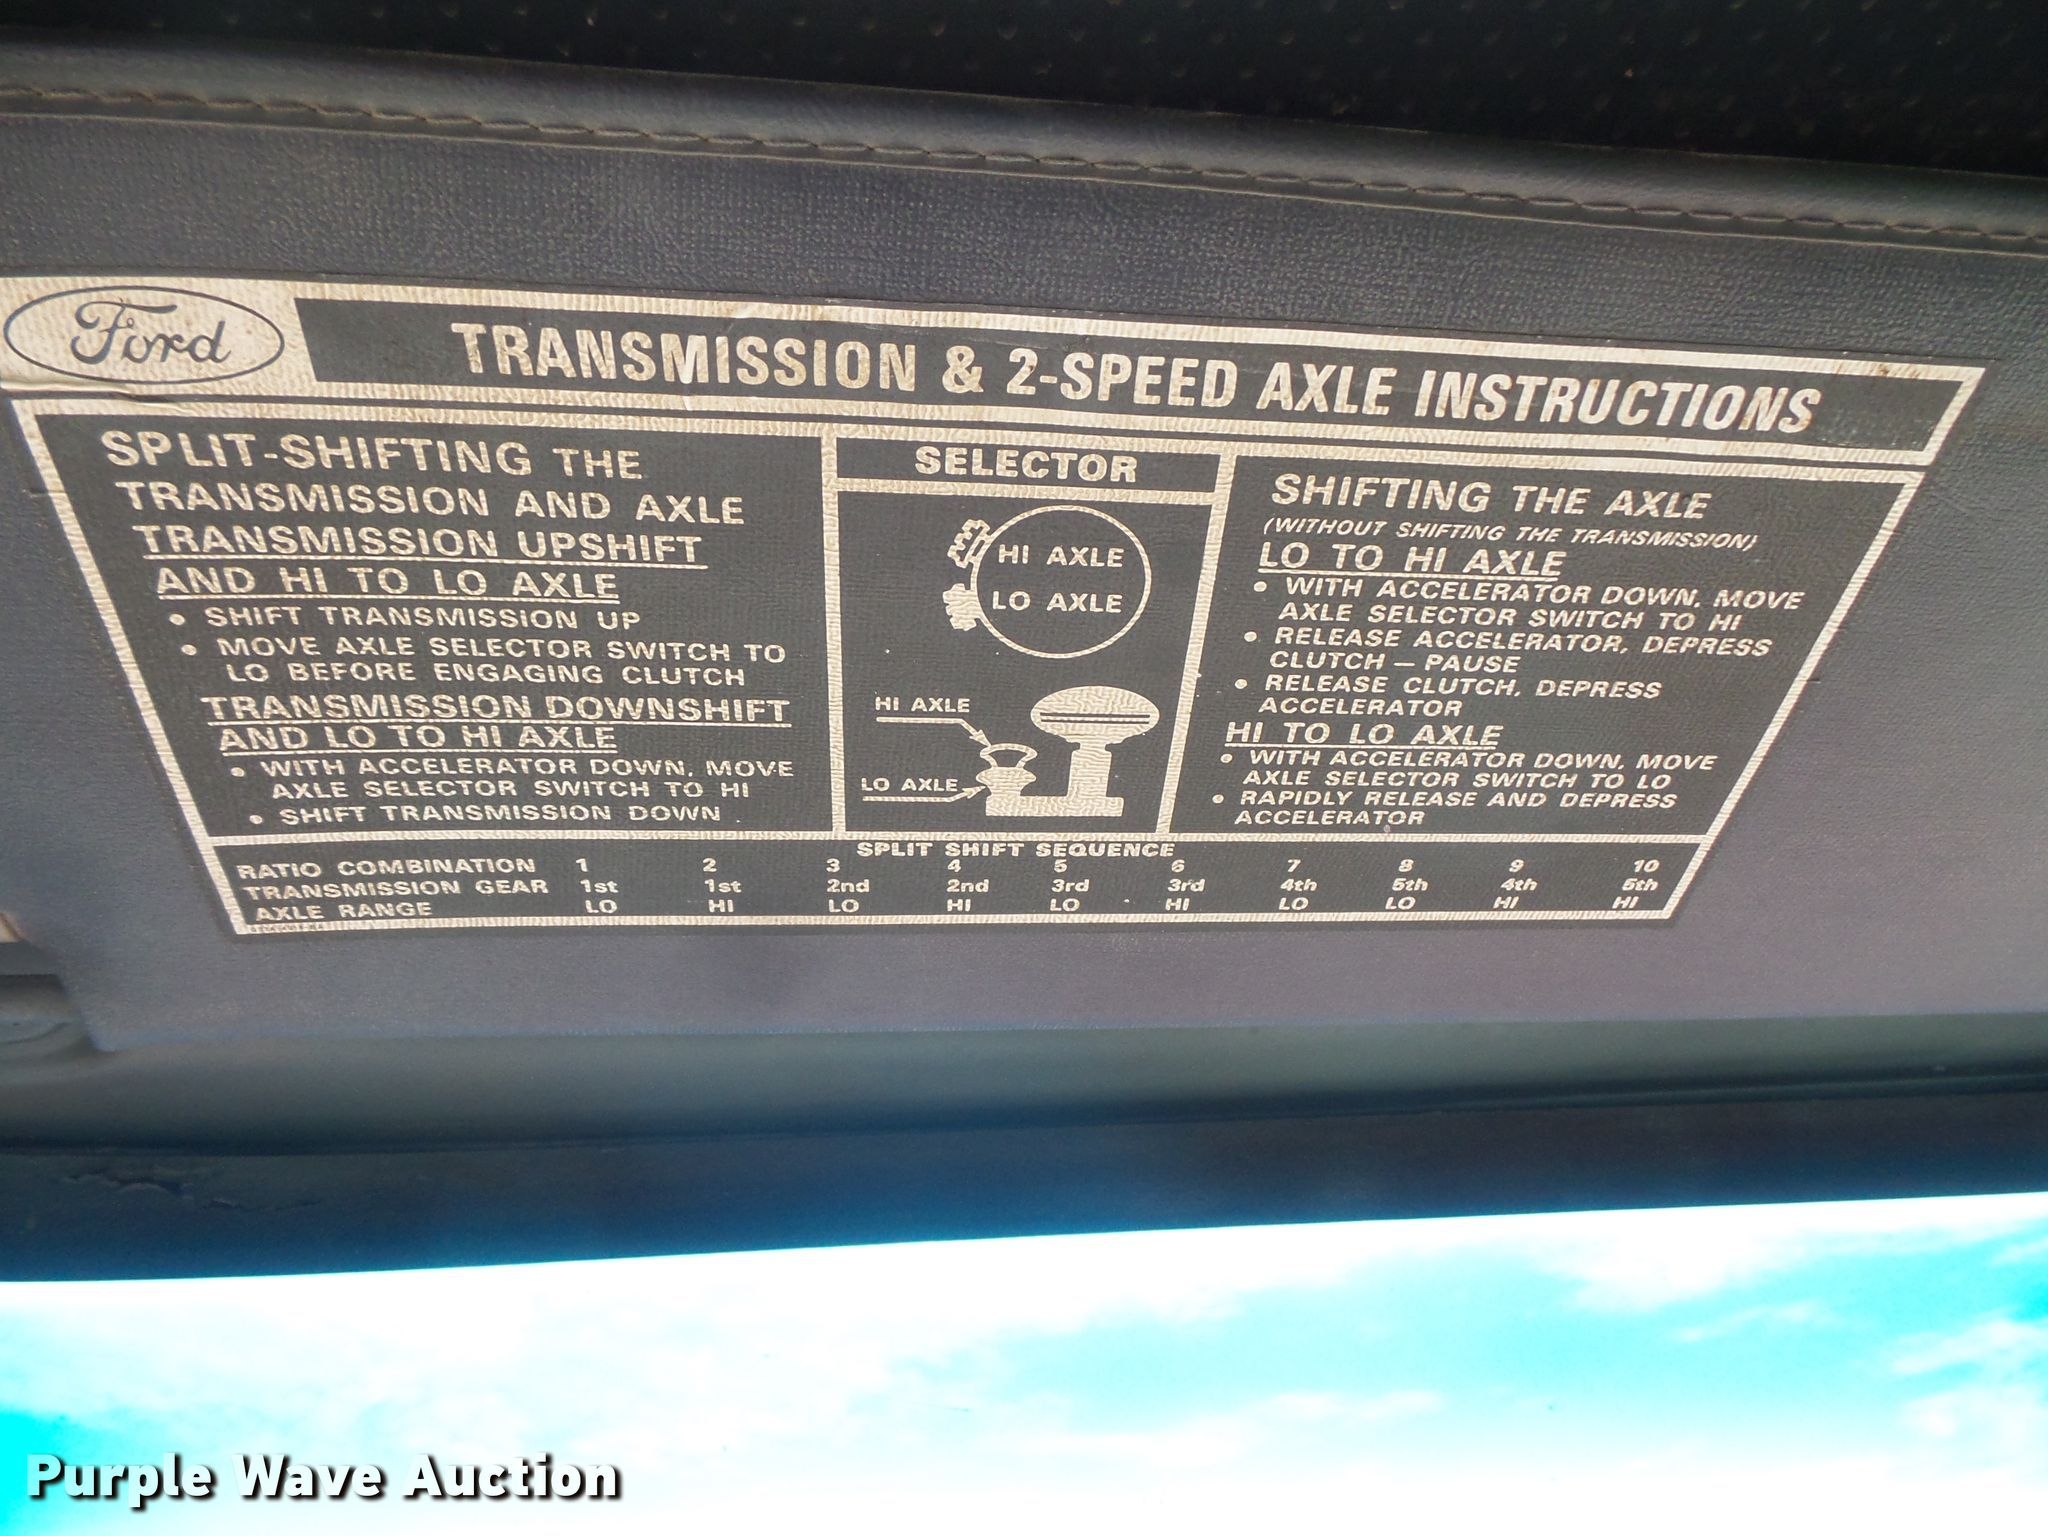 Ford
TRANSMISSION & 2-SPEED AXLE INSTRUCTIONS
SPLIT-SHIFTING THE
TRANSMISSION AND AXLE
TRANSMISSION UPSHIFT
AND HI TO LO AXLE
• SHIFT TRANSMISSION UP
• MOVE AXLE SELECTOR SWITCH TO
LO BEFORE ENGAGING CLUTCH
TRANSMISSION DOWNSHIFT
AND LO TO HI AXLE
• WITH ACCELERATOR DOWN, MOVE
AXLE SELECTOR SWITCH TO HI
• SHIFT TRANSMISSION DOWN
SELECTOR
HI AXLE
LO AXLE
HI AXLE
LO AXLE
SHIFTING THE AXLE
(WITHOUT SHIFTING THE TRANSMISSION)
LO TO HI AXLE
• WITH ACCELERATOR DOWN, MOVE
AXLE SELECTOR SWITCH TO HI
• RELEASE ACCELERATOR, DEPRESS
CLUTCH – PAUSE
• RELEASE CLUTCH, DEPRESS
ACCELERATOR
HI TO LO AXLE
• WITH ACCELERATOR DOWN, MOVE
AXLE SELECTOR SWITCH TO LO
• RAPIDLY RELEASE AND DEPRESS
ACCELERATOR
SPLIT SHIFT SEQUENCE
RATIO COMBINATION 1 2 3 4 5 6 7 8 9 10
TRANSMISSION GEAR 1st 1st 2nd 2nd 3rd 3rd 4th 5th 4th 5th
AXLE RANGE LO HI LO HI LO HI LO LO HI HI
Purple Wave Auction